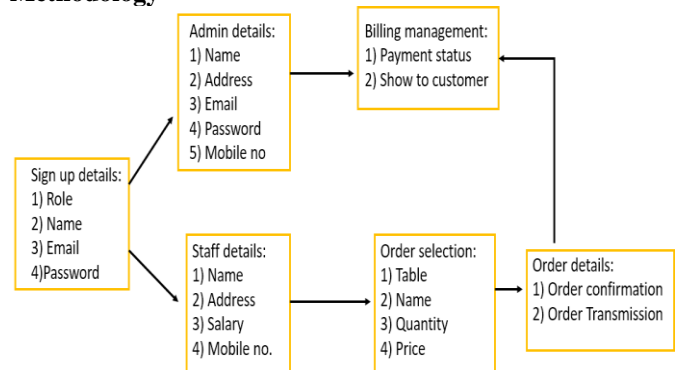 Methodology
Admin details:
1) Name
2) Address
3) Email
4) Password
5) Mobile no
Billing management:
1) Payment status
2) Show to customer
Sign up details:
1) Role
2) Name
3) Email
4)Password
Staff details:
1) Name
2) Address
3) Salary
4) Mobile no.
Order selection:
1) Table
2) Name
3) Quantity
4) Price
Order details:
1) Order confirmation
2) Order Transmission